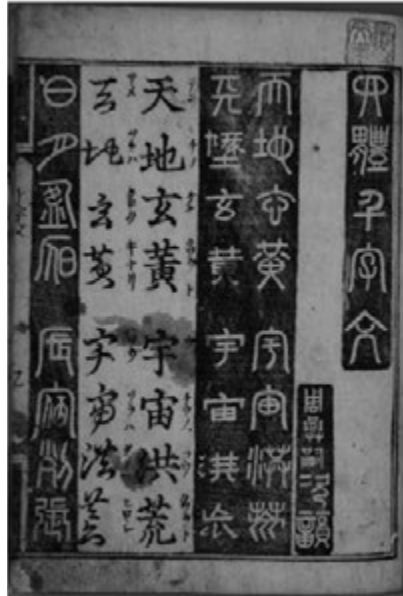 四體千字文
周興嗣次韻
天地玄黃宇宙洪荒
天地玄黃宇宙洪荒
天地玄黃宇宙洪荒
天地玄黃宇宙洪荒
日月盈昃辰宿列張